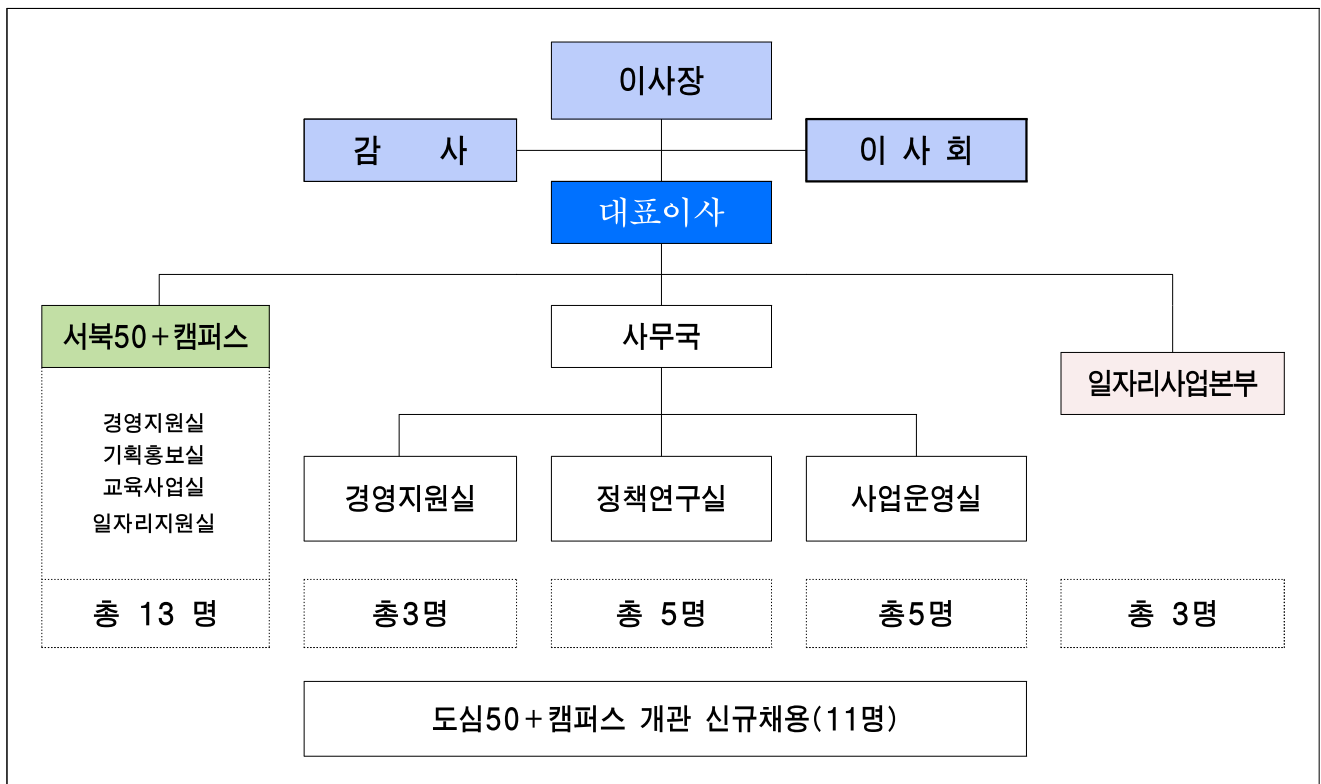 이사장
감 사
이 사 회
대표이사
서북50+캠퍼스
사무국
일자리사업본부
경영지원실
기획홍보실
교육사업실
일자리지원실
경영지원실
정책연구실
사업운영실
총 13 명
총3명
총 5명
총5명
총 3명
도심50+캠퍼스 개관 신규채용(11명)